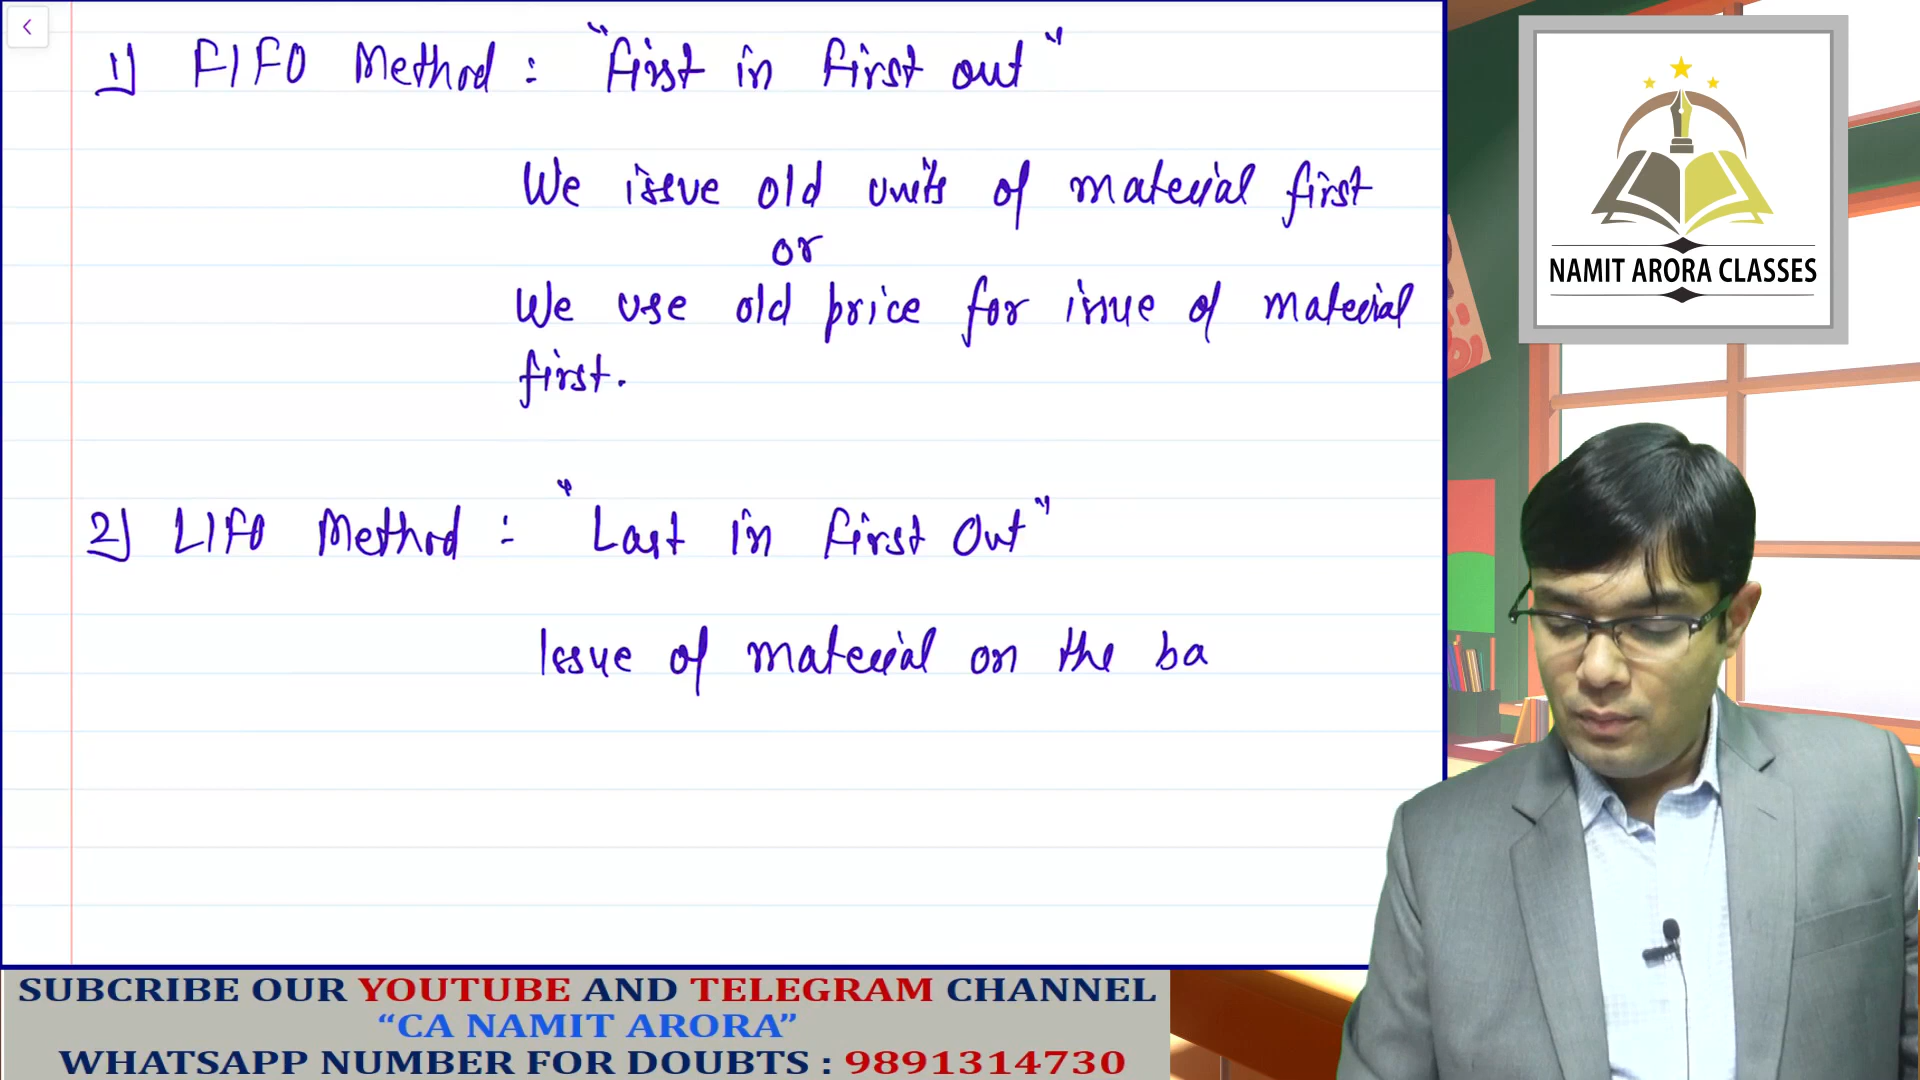 1) FIFO Method : "first in first out"
We issue old units of material first
or
We use old price for issue of material
first.
2) LIFO Method : "Last in first Out"
Issue of material on the ba
NAMIT ARORA CLASSES
SUBCRIBE OUR YOUTUBE AND TELEGRAM CHANNEL
“CA NAMIT ARORA”
WHATSAPP NUMBER FOR DOUBTS : 9891314730